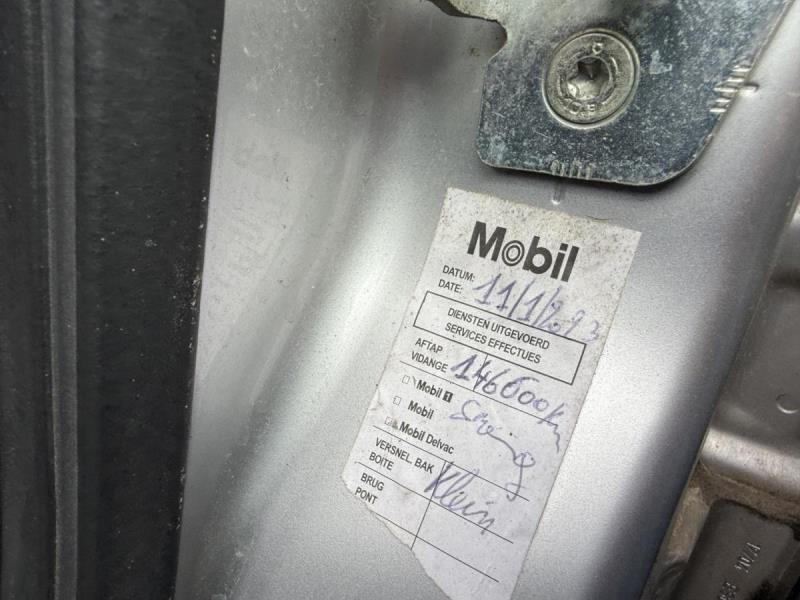 Mobil
DATUM:
DATE: 11/1/2023
DIENSTEN UITGEVOERD
SERVICES EFFECTUES
AFTAP
VIDANGE 146000km
Mobil 1
Mobil
Mobil Delvac
VERSNEL. BAK
BOITE Klein
BRUG
PONT